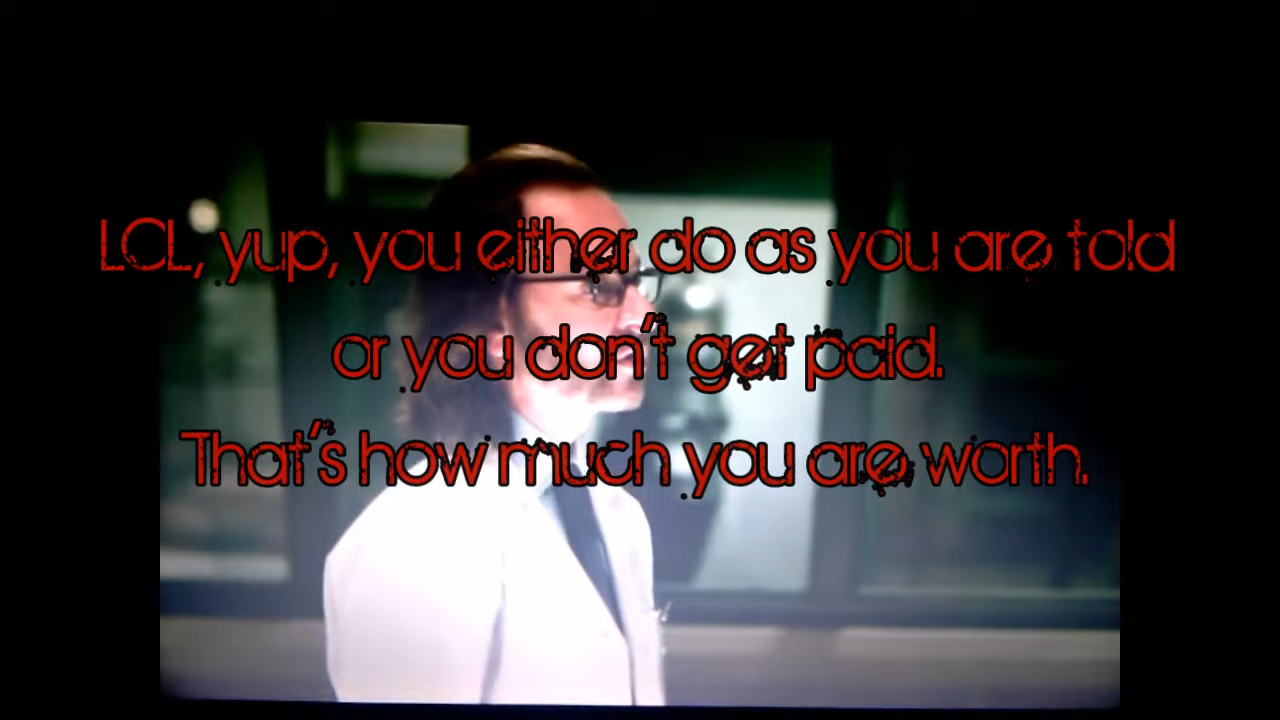 LCL, yup, you either do as you are told
or you don't get paid.
That's how much you are worth.